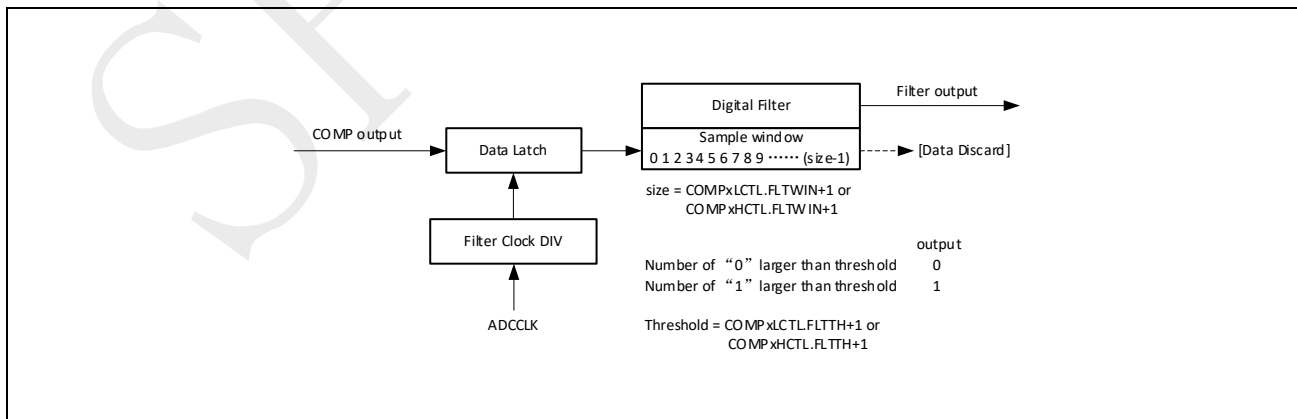 Digital Filter
Filter output
COMP output
Data Latch
Sample window
0 1 2 3 4 5 6 7 8 9 ⋯⋯ (size-1)
[Data Discard]
size = COMPxLCTL.FLTWIN+1 or
COMPxHCTL.FLTWIN+1
Filter Clock DIV
output
Number of “0” larger than threshold 0
Number of “1” larger than threshold 1
ADCCLK
Threshold = COMPxLCTL.FLTTH+1 or
COMPxHCTL.FLTTH+1